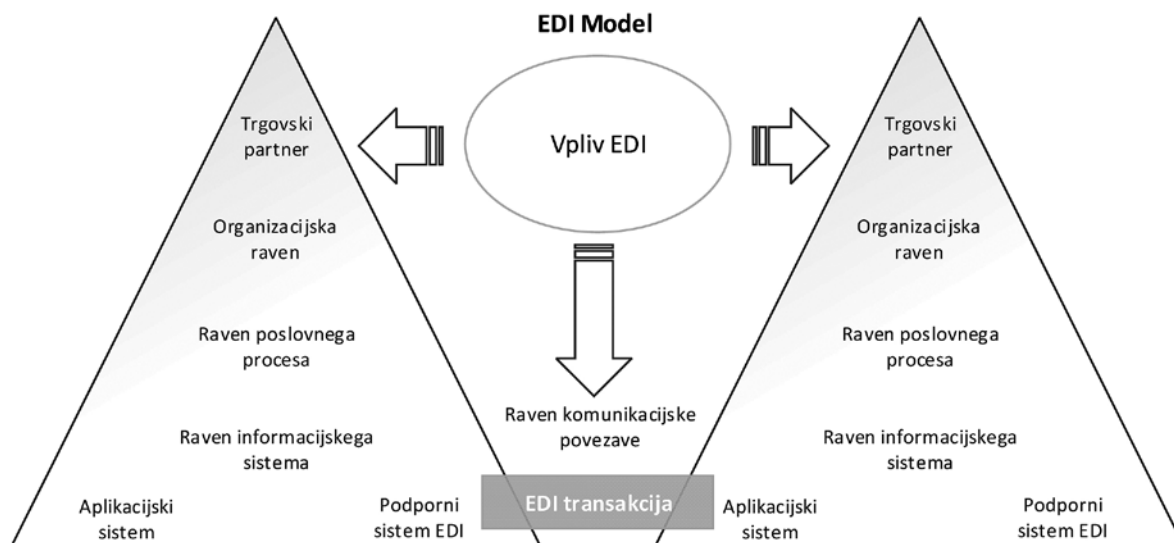 EDI Model
Trgovski
partner
Organizacijska
raven
Raven poslovnega
procesa
Raven informacijskega
sistema
Aplikacijski
sistem
Podporni
sistem EDI
Vpliv EDI
Raven komunikacijske
povezave
EDI transakcija
Trgovski
partner
Organizacijska
raven
Raven poslovnega
procesa
Raven informacijskega
sistema
Aplikacijski
sistem
Podporni
sistem EDI